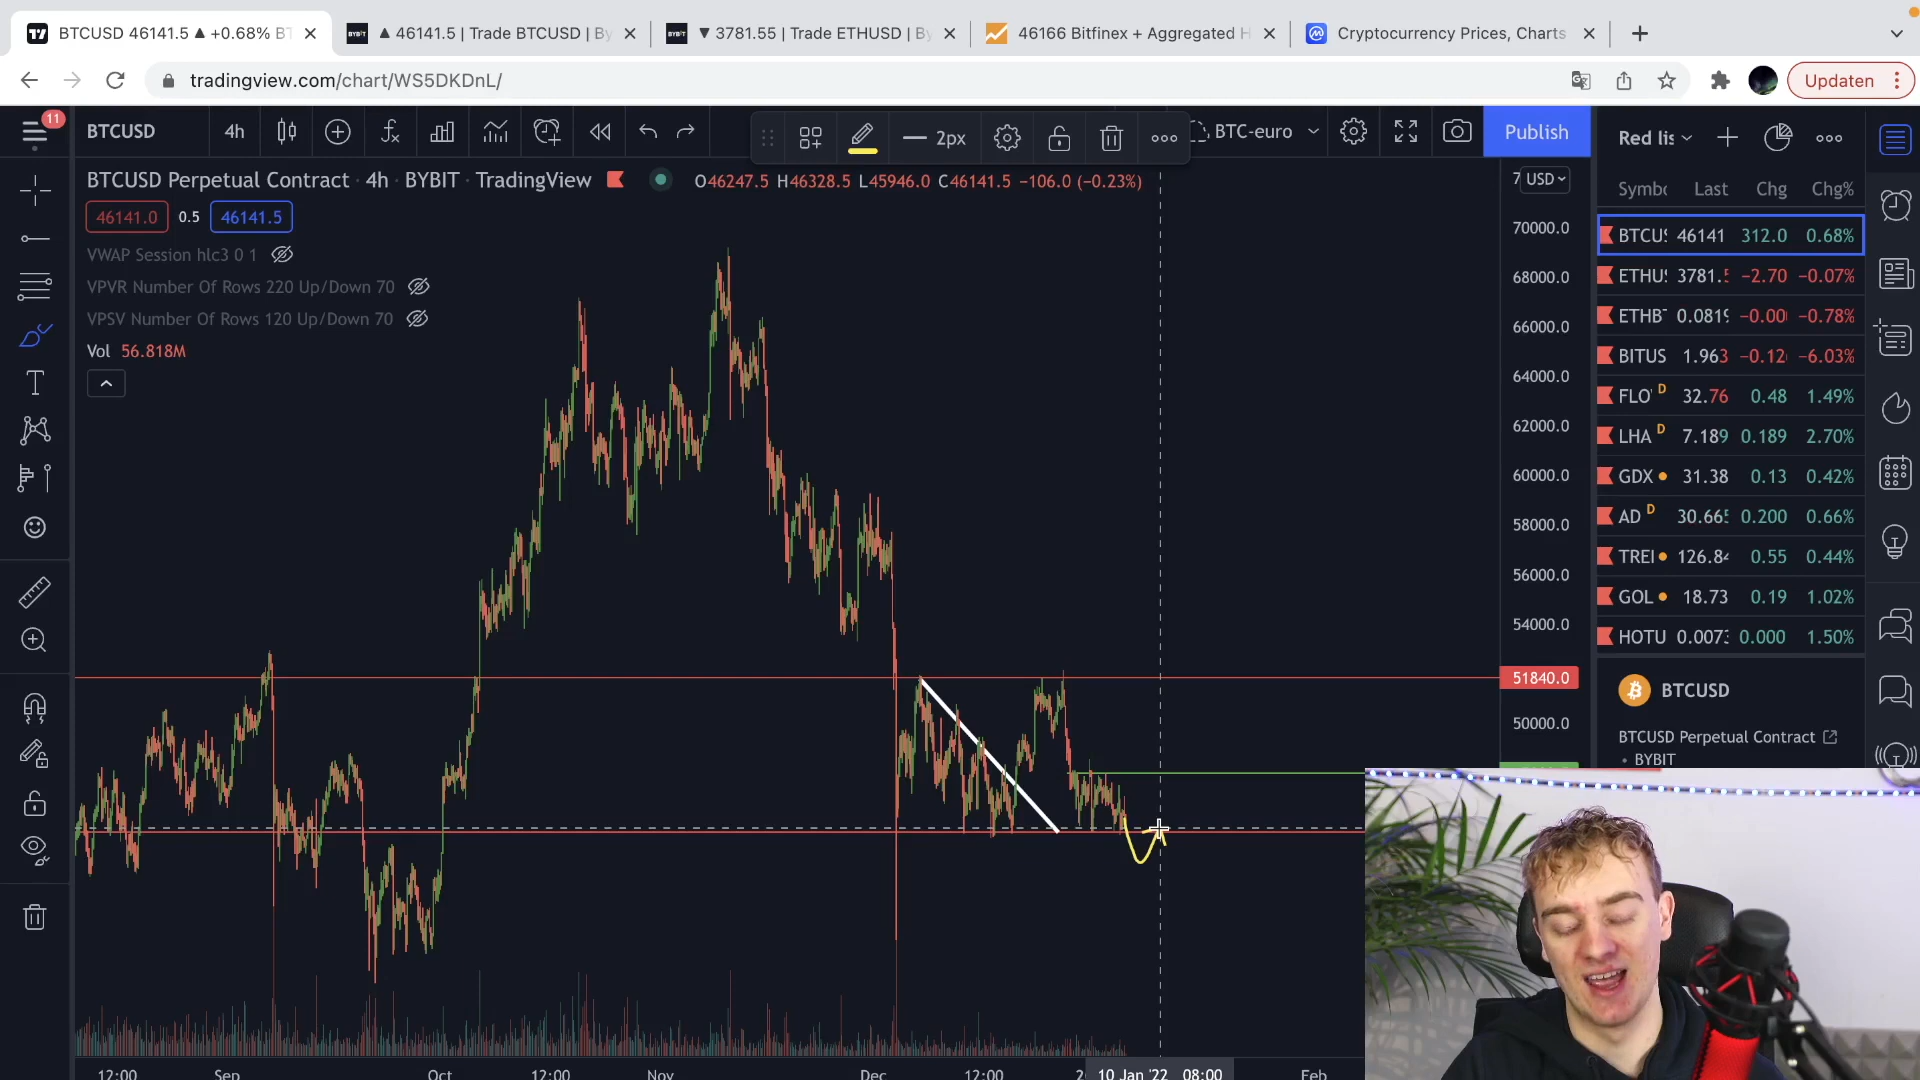 BTCUSD 46141.5 ▲ +0.68% BT
▲ 46141.5 | Trade BTCUSD | By
▼ 3781.55 | Trade ETHUSD | By
46166 Bitfinex + Aggregated H
Cryptocurrency Prices, Charts
tradingview.com/chart/WS5DKDnL/
Updaten
11
BTCUSD
4h
2px
BTC-euro
Publish
Red lis
BTCUSD Perpetual Contract · 4h · BYBIT · TradingView
O46247.5 H46328.5 L45946.0 C46141.5 −106.0 (−0.23%)
46141.0 0.5 46141.5
VWAP Session hlc3 0 1
VPVR Number Of Rows 220 Up/Down 70
VPSV Number Of Rows 120 Up/Down 70
Vol 56.818M
USD
70000.0
68000.0
66000.0
64000.0
62000.0
60000.0
58000.0
56000.0
54000.0
51840.0
50000.0
Symbo Last Chg Chg%
BTCUS 46141 312.0 0.68%
ETHU 3781. −2.70 −0.07%
ETHB 0.0819 −0.00 −0.78%
BITUS 1.963 −0.12 −6.03%
FLO D 32.76 0.48 1.49%
LHA D 7.189 0.189 2.70%
GDX 31.38 0.13 0.42%
AD D 30.665 0.200 0.66%
TREI 126.84 0.55 0.44%
GOL 18.73 0.19 1.02%
HOTU 0.0073 0.000 1.50%
BTCUSD
BTCUSD Perpetual Contract
• BYBIT
12:00 Sep Oct 12:00 Nov Dec 12:00 10 Jan '22 08:00 Feb